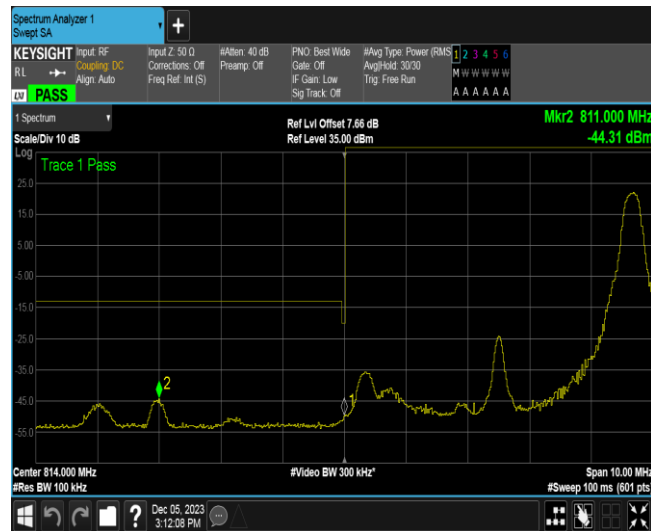 Spectrum Analyzer 1
Swept SA
+
KEYSIGHT
RL
LXI PASS
Input: RF
Coupling: DC
Align: Auto
Input Z: 50 Ω
Corrections: Off
Freq Ref: Int (S)
#Atten: 40 dB
Preamp: Off
PNO: Best Wide
Gate: Off
IF Gain: Low
Sig Track: Off
#Avg Type: Power (RMS
Avg|Hold: 30/30
Trig: Free Run
1 2 3 4 5 6
M W W W W W
A A A A A A
1 Spectrum
Scale/Div 10 dB
Log
Ref Lvl Offset 7.66 dB
Ref Level 35.00 dBm
Mkr2 811.000 MHz
-44.31 dBm
Trace 1 Pass
25.0
15.0
5.00
-5.00
-15.0
-25.0
-35.0
-45.0
-55.0
2
1
Center 814.000 MHz
#Res BW 100 kHz
#Video BW 300 kHz*
Span 10.00 MHz
#Sweep 100 ms (601 pts)
?
Dec 05, 2023
3:12:08 PM